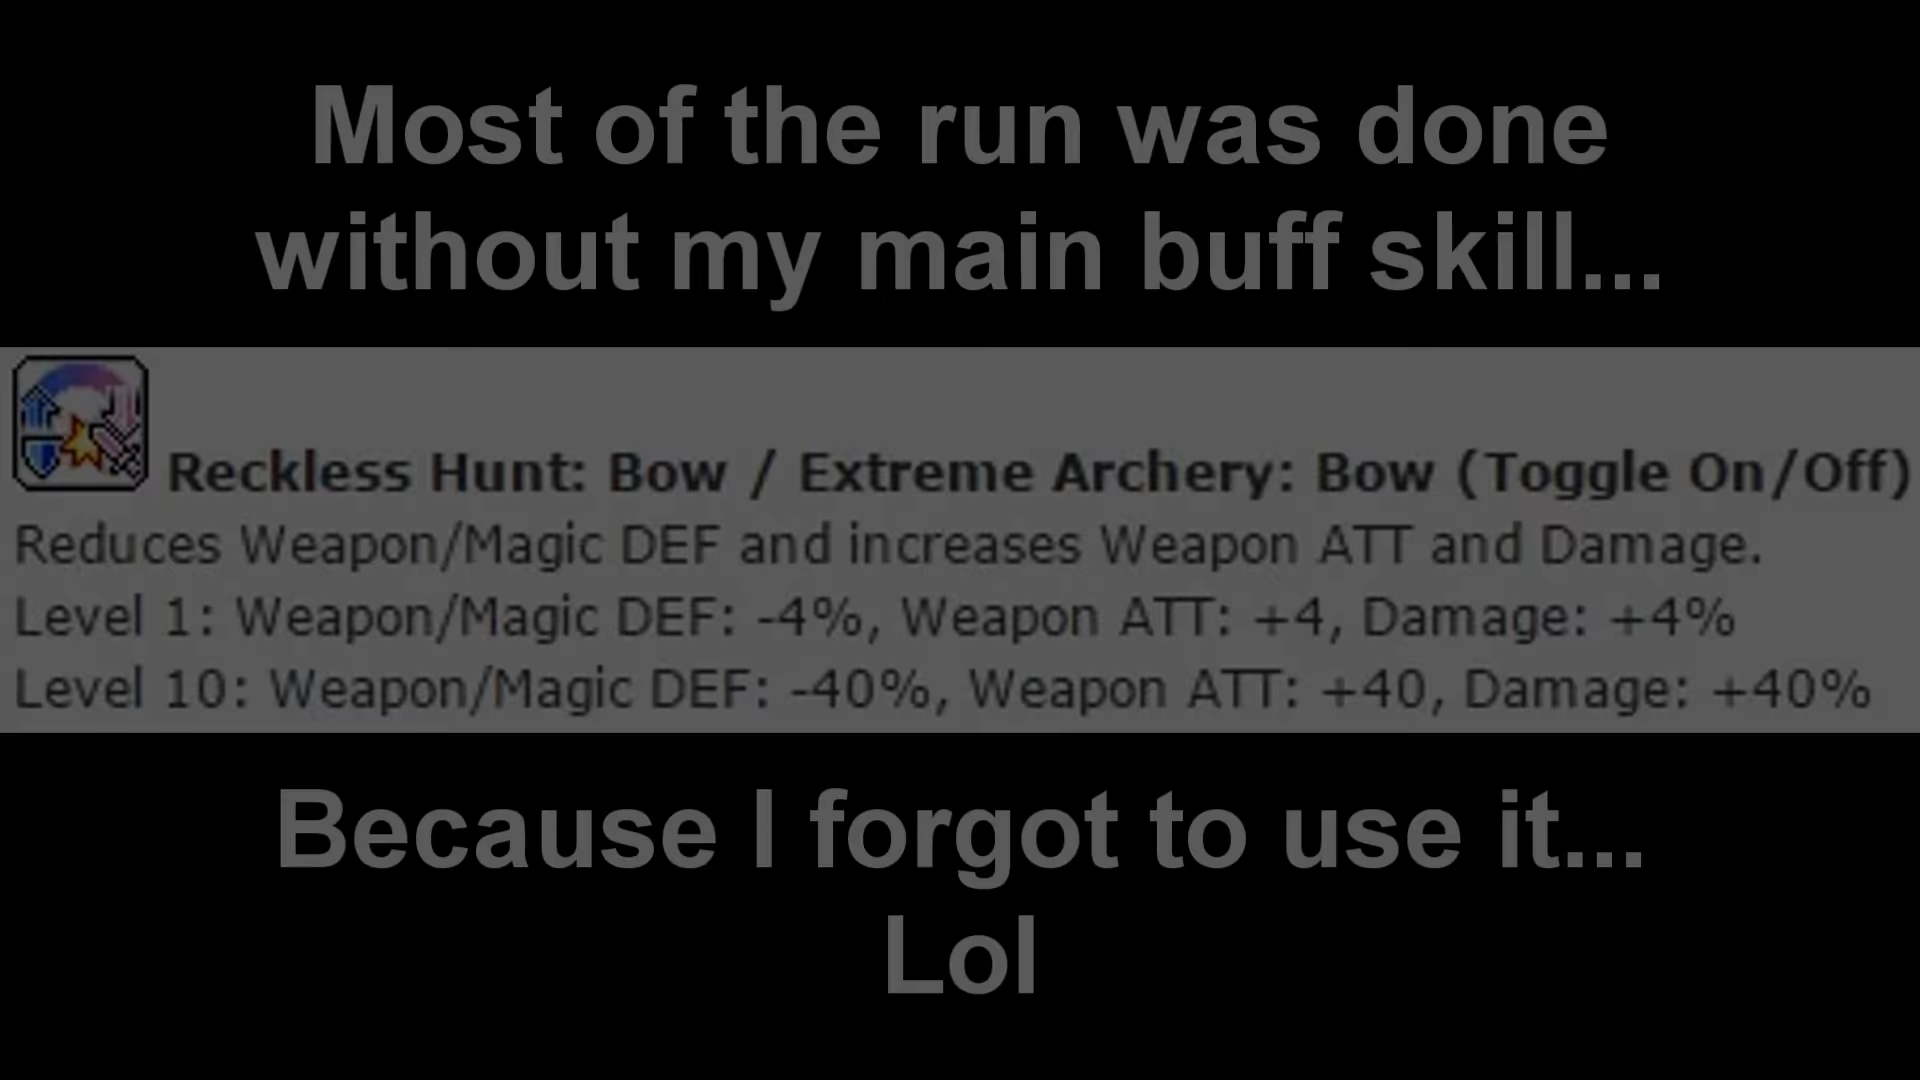 Most of the run was done
without my main buff skill...
Reckless Hunt: Bow / Extreme Archery: Bow (Toggle On/Off)
Reduces Weapon/Magic DEF and increases Weapon ATT and Damage.
Level 1: Weapon/Magic DEF: -4%, Weapon ATT: +4, Damage: +4%
Level 10: Weapon/Magic DEF: -40%, Weapon ATT: +40, Damage: +40%
Because I forgot to use it...
Lol